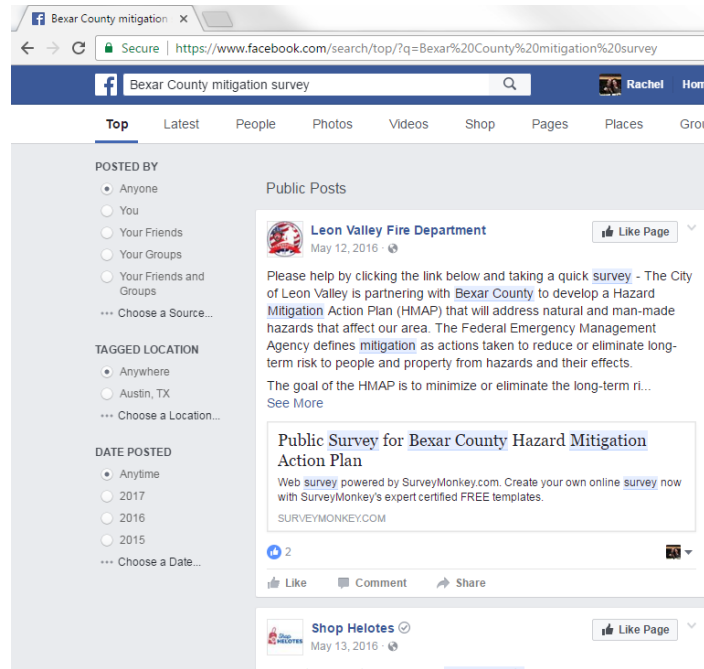 Bexar County mitigation
Secure | https://www.facebook.com/search/top/?q=Bexar%20County%20mitigation%20survey
Bexar County mitigation survey
Rachel
Hom
Top
Latest
People
Photos
Videos
Shop
Pages
Places
Grou
POSTED BY
Anyone
You
Your Friends
Your Groups
Your Friends and
Groups
Choose a Source...
TAGGED LOCATION
Anywhere
Austin, TX
Choose a Location...
DATE POSTED
Anytime
2017
2016
2015
Choose a Date...
Public Posts
Leon Valley Fire Department
Like Page
May 12, 2016 ·
Please help by clicking the link below and taking a quick survey - The City
of Leon Valley is partnering with Bexar County to develop a Hazard
Mitigation Action Plan (HMAP) that will address natural and man-made
hazards that affect our area. The Federal Emergency Management
Agency defines mitigation as actions taken to reduce or eliminate long-
term risk to people and property from hazards and their effects.
The goal of the HMAP is to minimize or eliminate the long-term ri...
See More
Public Survey for Bexar County Hazard Mitigation
Action Plan
Web survey powered by SurveyMonkey.com. Create your own online survey now
with SurveyMonkey's expert certified FREE templates.
SURVEYMONKEY.COM
2
Like
Comment
Share
Shop
HELOTES
Shop Helotes
Like Page
May 13, 2016 ·